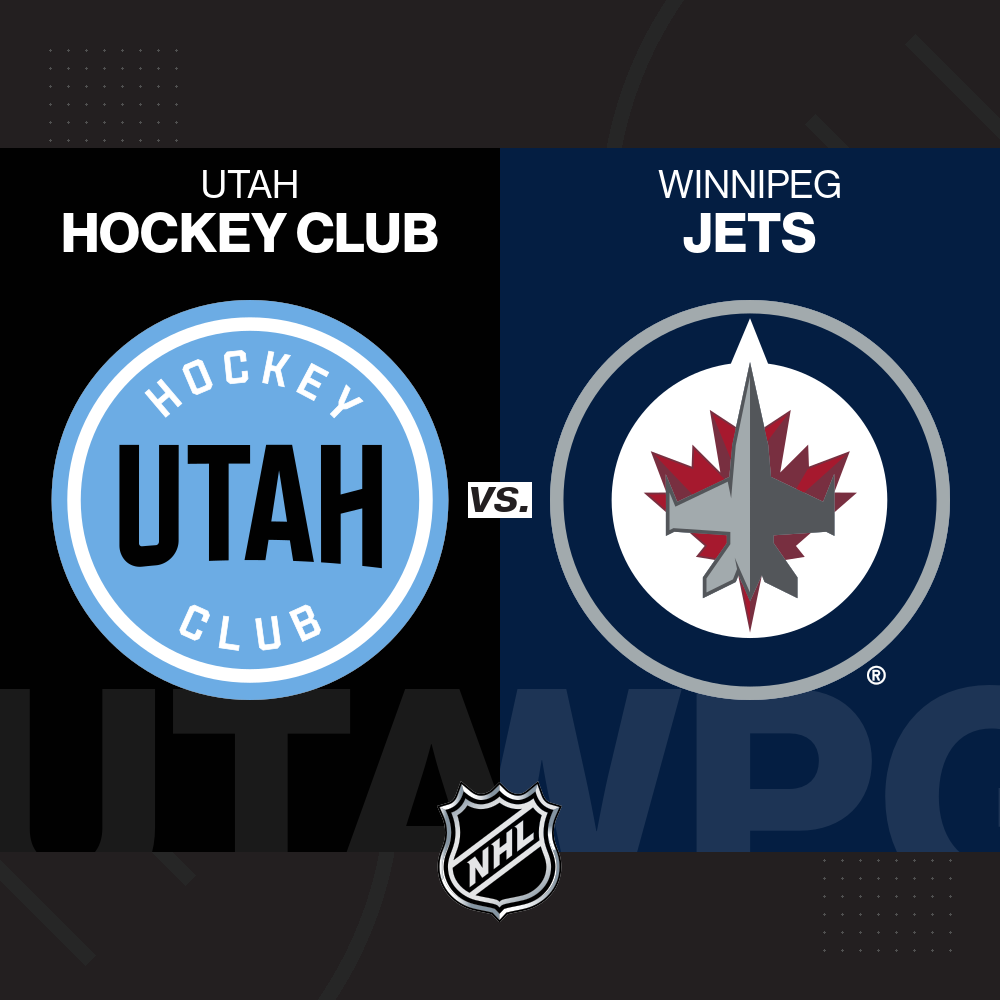 UTAH
HOCKEY CLUB
WINNIPEG
JETS
HOCKEY
UTAH
CLUB
VS.
®
UTA
WPG
NHL